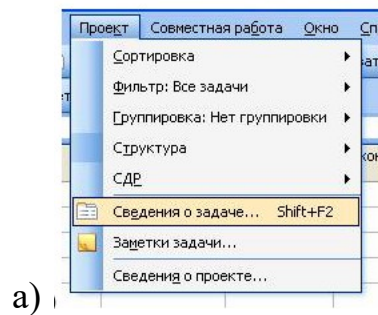 Проект Совместная работа Окно
Сортировка
Фильтр: Все задачи
Группировка: Нет группировки
Структура
СДР
Сведения о задаче... Shift+F2
Заметки задачи...
Сведения о проекте...
а)